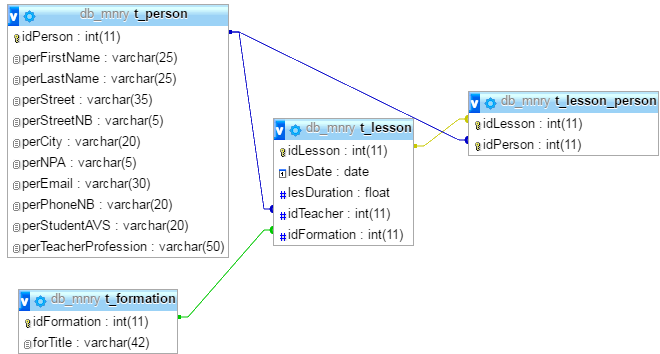 db_mnry t_person
idPerson : int(11)
perFirstName : varchar(25)
perLastName : varchar(25)
perStreet : varchar(35)
perStreetNB : varchar(5)
perCity : varchar(20)
perNPA : varchar(5)
perEmail : varchar(30)
perPhoneNB : varchar(20)
perStudentAVS : varchar(20)
perTeacherProfession : varchar(50)
db_mnry t_lesson
idLesson : int(11)
lesDate : date
lesDuration : float
idTeacher : int(11)
idFormation : int(11)
db_mnry t_lesson_person
idLesson : int(11)
idPerson : int(11)
db_mnry t_formation
idFormation : int(11)
forTitle : varchar(42)